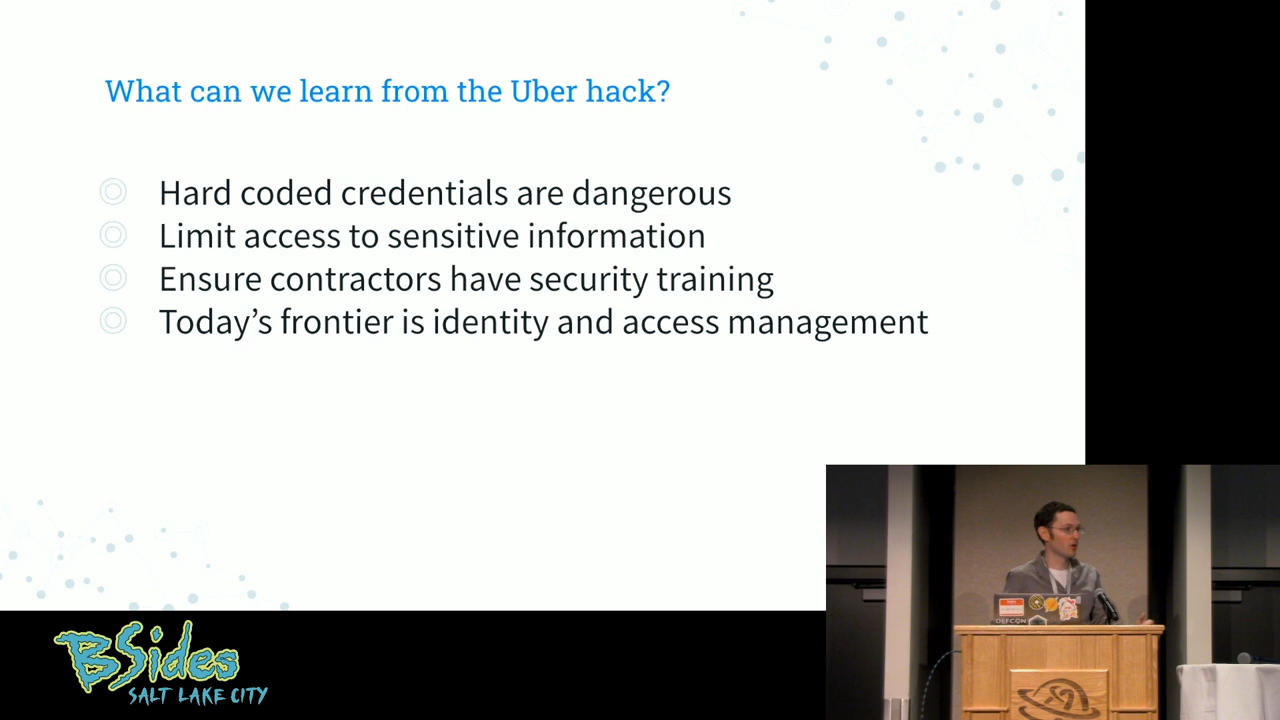 What can we learn from the Uber hack?
Hard coded credentials are dangerous
Limit access to sensitive information
Ensure contractors have security training
Today’s frontier is identity and access management
BSides
SALT LAKE CITY
DEFCON